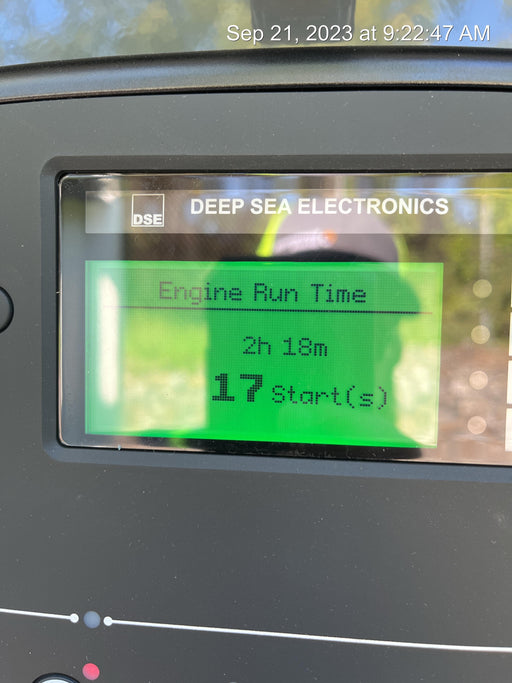 Sep 21, 2023 at 9:22:47 AM
DSE
DEEP SEA ELECTRONICS
Engine Run Time
2h 18m
17 Start(s)